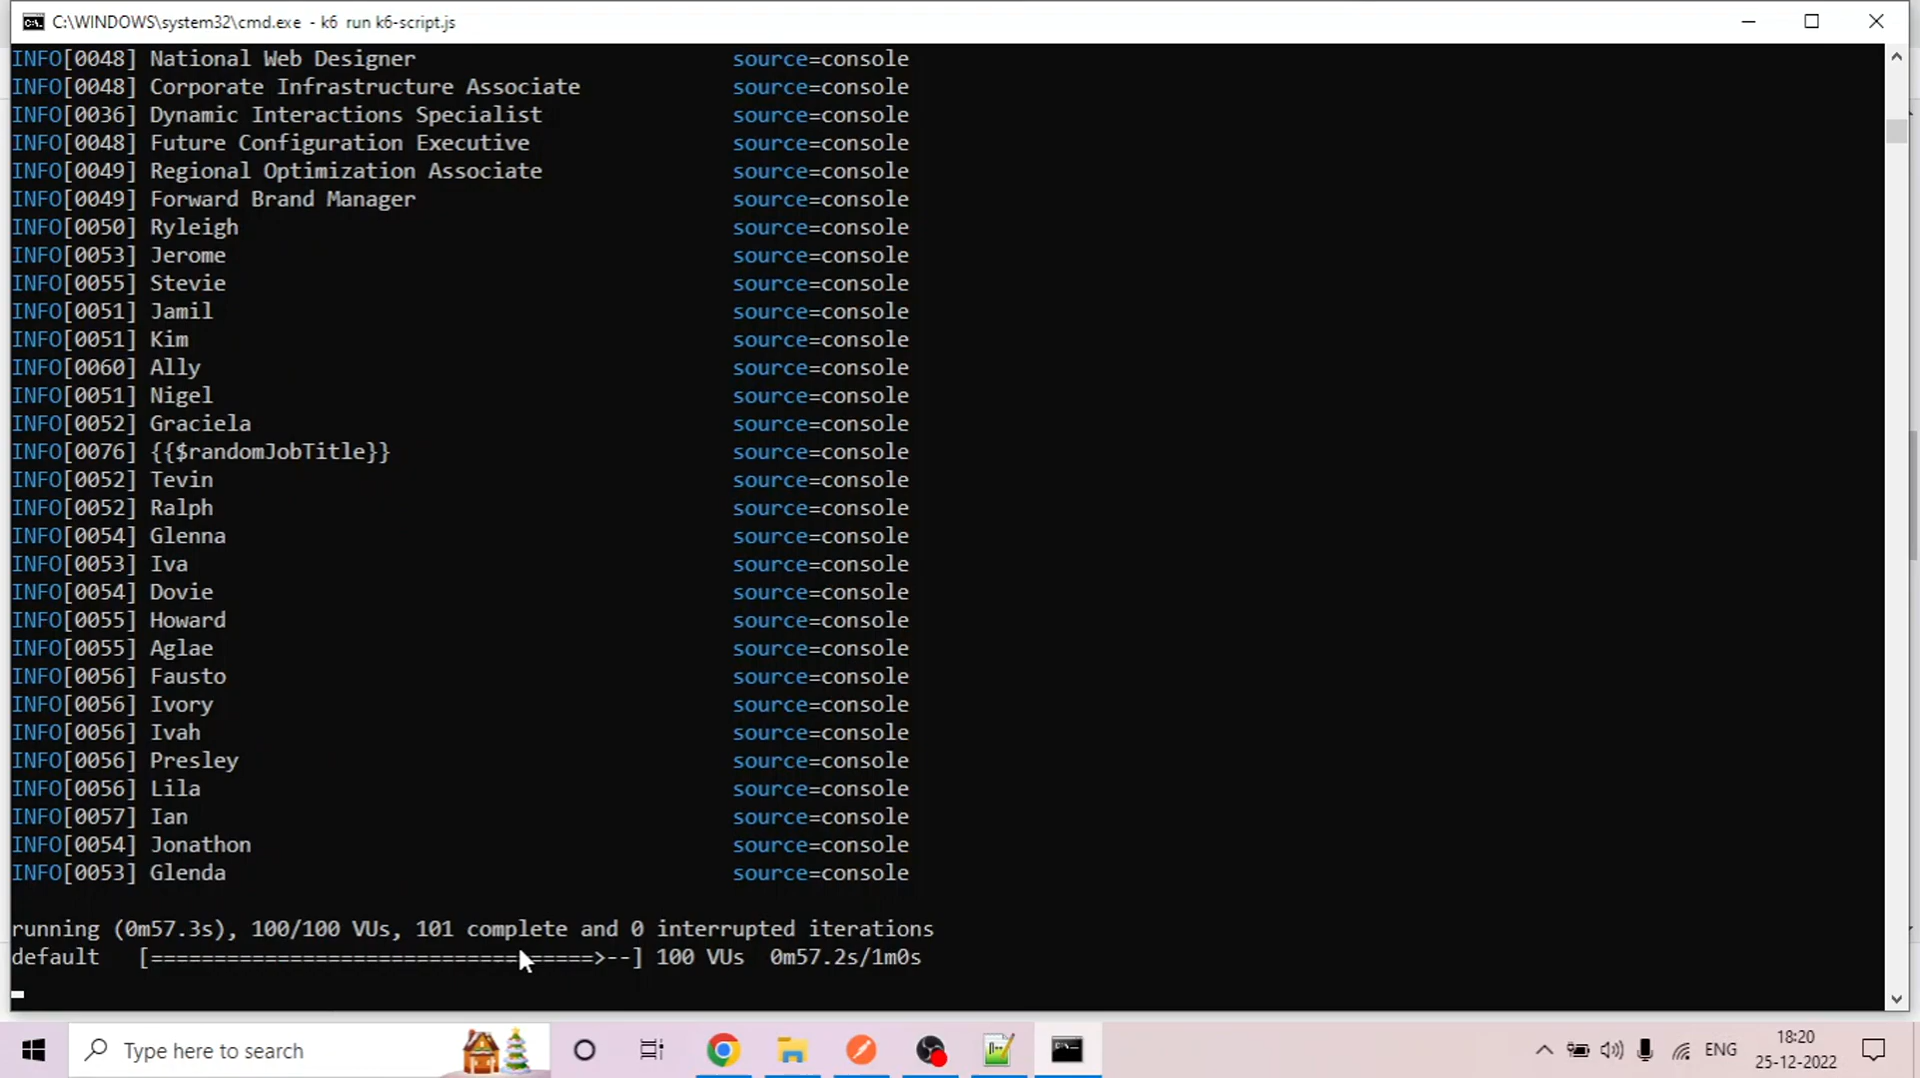 C:\WINDOWS\system32\cmd.exe - k6 run k6-script.js
INFO[0048] National Web Designer source=console
INFO[0048] Corporate Infrastructure Associate source=console
INFO[0036] Dynamic Interactions Specialist source=console
INFO[0048] Future Configuration Executive source=console
INFO[0049] Regional Optimization Associate source=console
INFO[0049] Forward Brand Manager source=console
INFO[0050] Ryleigh source=console
INFO[0053] Jerome source=console
INFO[0055] Stevie source=console
INFO[0051] Jamil source=console
INFO[0051] Kim source=console
INFO[0060] Ally source=console
INFO[0051] Nigel source=console
INFO[0052] Graciela source=console
INFO[0076] {{$randomJobTitle}} source=console
INFO[0052] Tevin source=console
INFO[0052] Ralph source=console
INFO[0054] Glenna source=console
INFO[0053] Iva source=console
INFO[0054] Dovie source=console
INFO[0055] Howard source=console
INFO[0055] Aglae source=console
INFO[0056] Fausto source=console
INFO[0056] Ivory source=console
INFO[0056] Ivah source=console
INFO[0056] Presley source=console
INFO[0056] Lila source=console
INFO[0057] Ian source=console
INFO[0054] Jonathon source=console
INFO[0053] Glenda source=console
running (0m57.3s), 100/100 VUs, 101 complete and 0 interrupted iterations
default [===================================>--] 100 VUs 0m57.2s/1m0s
Type here to search
ENG
18:20
25-12-2022